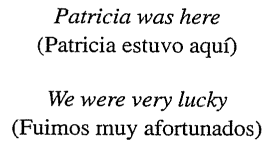 Patricia was here
(Patricia estuvo aquí)
We were very lucky
(Fuimos muy afortunados)